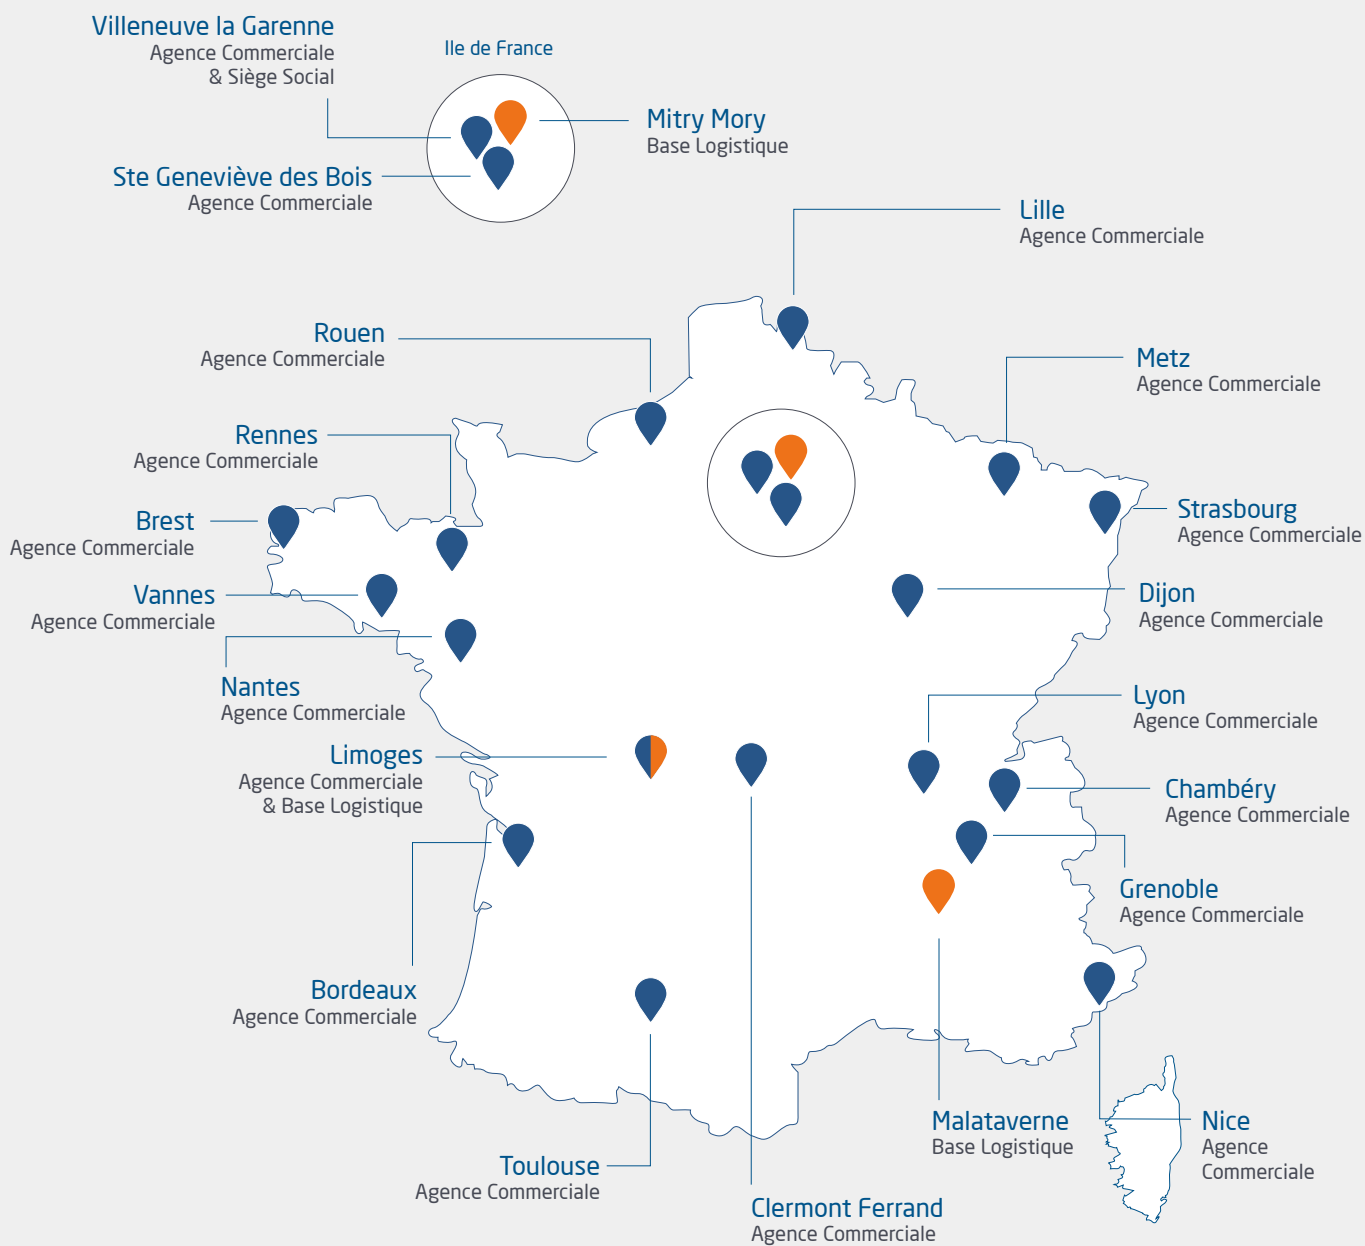 Villeneuve la Garenne
Agence Commerciale
& Siège Social
Ile de France
Mitry Mory
Base Logistique
Ste Geneviève des Bois
Agence Commerciale
Lille
Agence Commerciale
Rouen
Agence Commerciale
Metz
Agence Commerciale
Rennes
Agence Commerciale
Strasbourg
Agence Commerciale
Brest
Agence Commerciale
Vannes
Agence Commerciale
Dijon
Agence Commerciale
Nantes
Agence Commerciale
Lyon
Agence Commerciale
Limoges
Agence Commerciale
& Base Logistique
Chambéry
Agence Commerciale
Grenoble
Agence Commerciale
Bordeaux
Agence Commerciale
Malataverne
Base Logistique
Nice
Agence
Commerciale
Toulouse
Agence Commerciale
Clermont Ferrand
Agence Commerciale